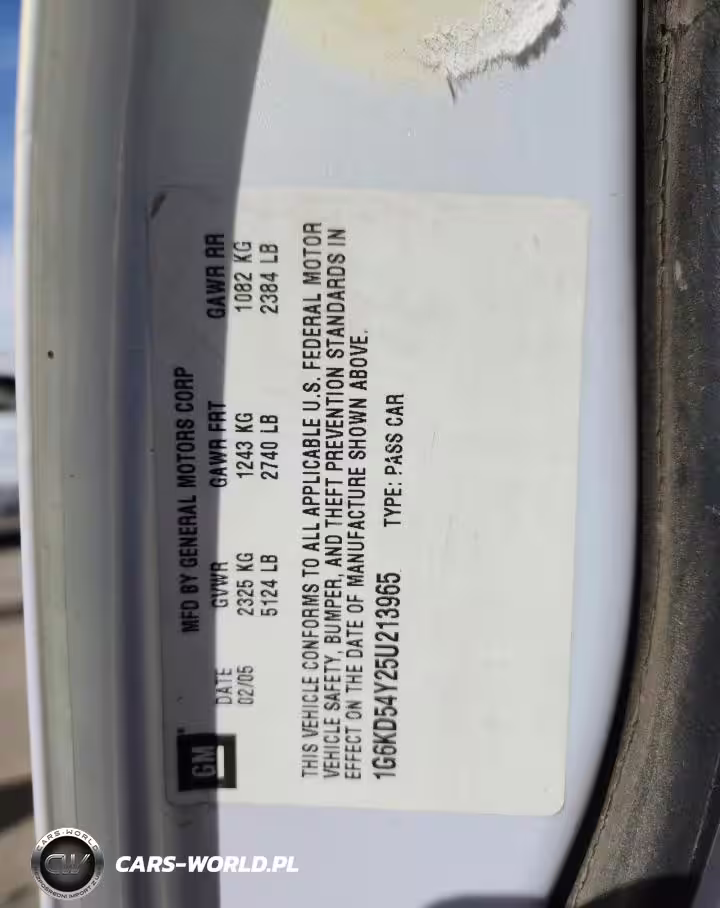 MFD BY GENERAL MOTORS CORP
GM
DATE GVWR GAWR FRT GAWR RR
02/05 2325 KG 1243 KG 1082 KG
5124 LB 2740 LB 2384 LB
THIS VEHICLE CONFORMS TO ALL APPLICABLE U.S. FEDERAL MOTOR
VEHICLE SAFETY, BUMPER, AND THEFT PREVENTION STANDARDS IN
EFFECT ON THE DATE OF MANUFACTURE SHOWN ABOVE.
1G6KD54Y25U213965 TYPE: PASS CAR
CARS-WORLD
CW
CARS-WORLD.PL